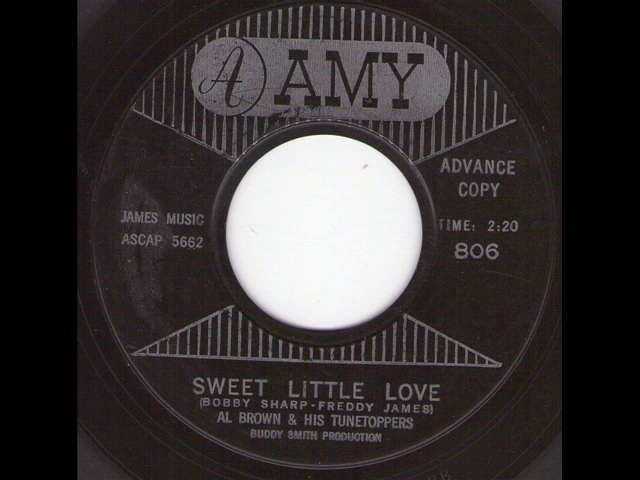 A AMY
ADVANCE
COPY
JAMES MUSIC
ASCAP 5662
TIME: 2:20
806
SWEET LITTLE LOVE
(BOBBY SHARP-FREDDY JAMES)
AL BROWN & HIS TUNETOPPERS
BUDDY SMITH PRODUCTION